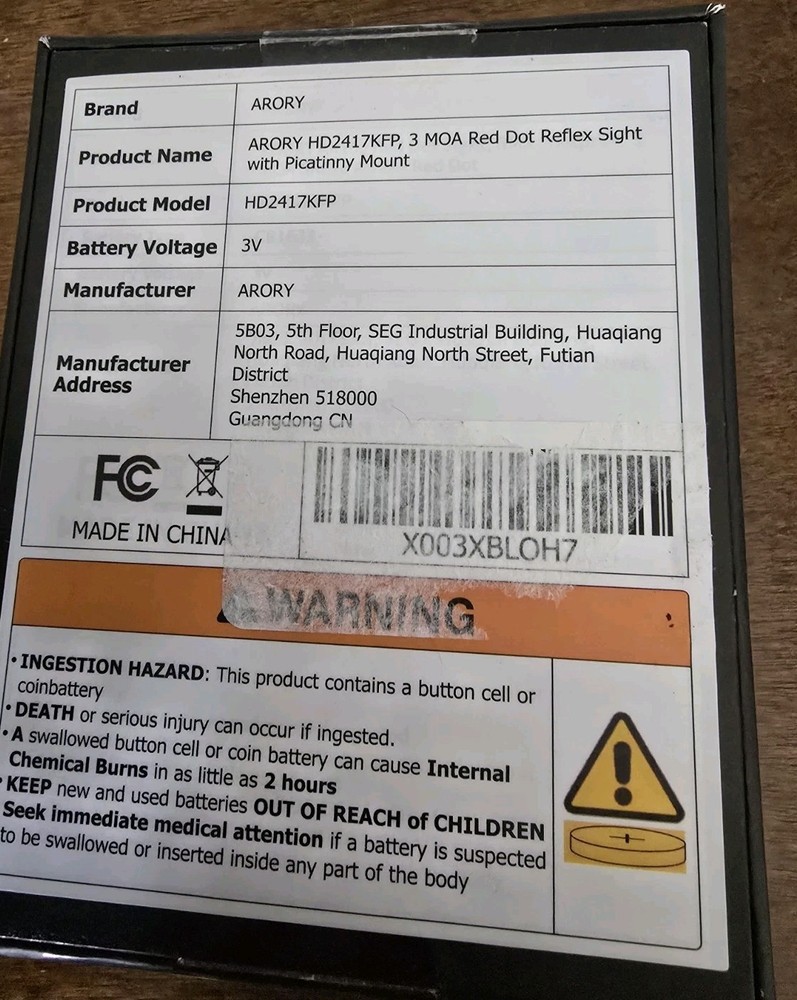 Brand ARORY
Product Name ARORY HD2417KFP, 3 MOA Red Dot Reflex Sight
with Picatinny Mount
Product Model HD2417KFP
Battery Voltage 3V
Manufacturer ARORY
Manufacturer Address 5B03, 5th Floor, SEG Industrial Building, Huaqiang
North Road, Huaqiang North Street, Futian
District
Shenzhen 518000
Guangdong CN
FC
MADE IN CHINA
X003XBLOH7
WARNING
• INGESTION HAZARD: This product contains a button cell or
coinbattery
• DEATH or serious injury can occur if ingested.
• A swallowed button cell or coin battery can cause Internal
Chemical Burns in as little as 2 hours
• KEEP new and used batteries OUT OF REACH of CHILDREN
Seek immediate medical attention if a battery is suspected
to be swallowed or inserted inside any part of the body